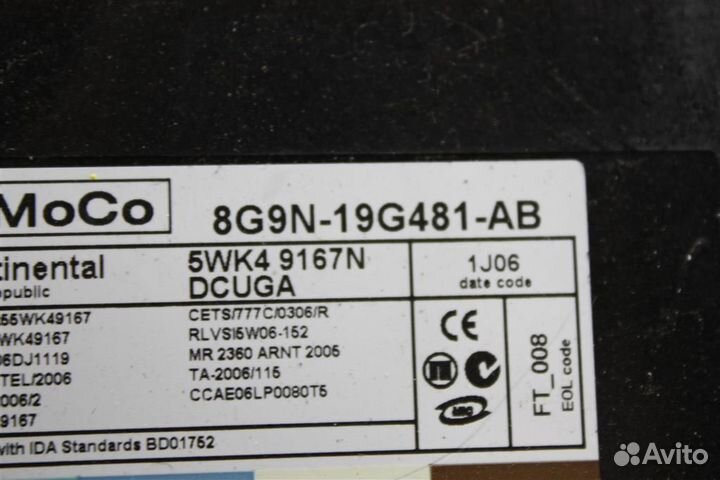 MoCo
8G9N-19G481-AB
tinental
public
5WK4 9167N
DCUGA
1J06
date code
55WK49167
WK49167
6DJ1119
TEL/2006
006/2
9167
CETS/777C/0306/R
RLVSI5W06-152
MR 2360 ARNT 2005
TA-2006/115
CCAE06LP0080T5
CE
FT_008
EOL code
with IDA Standards BD01752
Avito